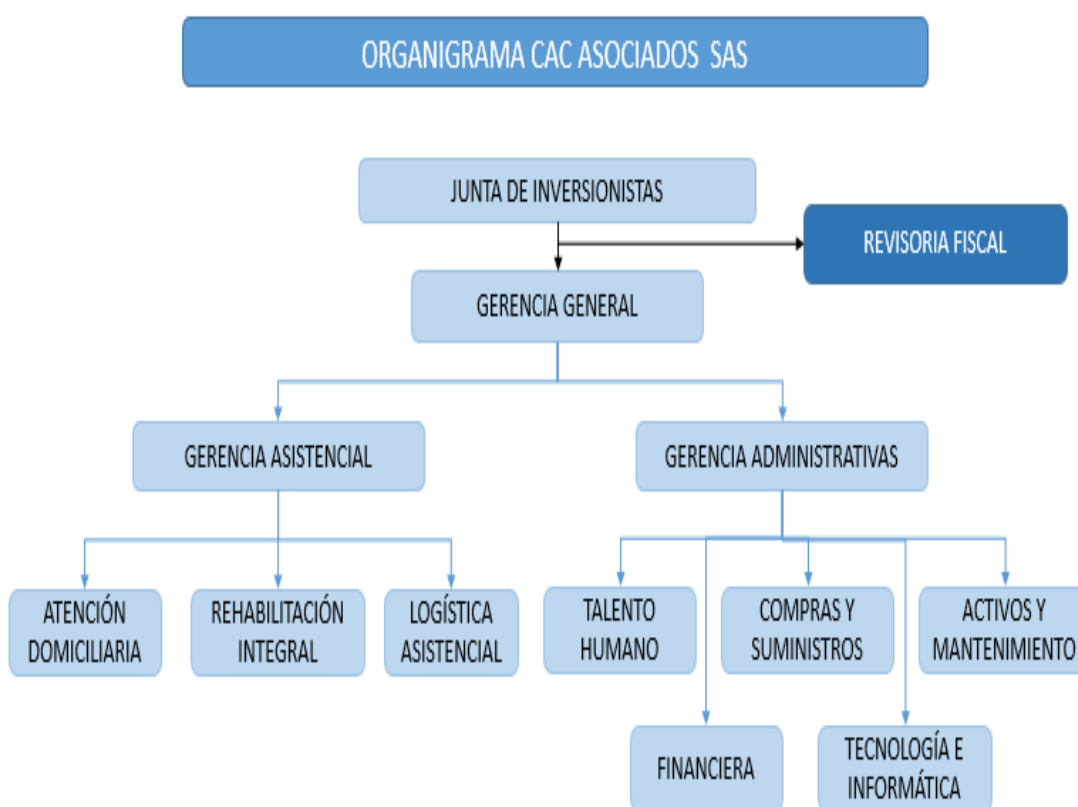 ORGANIGRAMA CAC ASOCIADOS SAS
JUNTA DE INVERSIONISTAS
REVISORIA FISCAL
GERENCIA GENERAL
GERENCIA ASISTENCIAL
GERENCIA ADMINISTRATIVAS
ATENCIÓN
DOMICILIARIA
REHABILITACIÓN
INTEGRAL
LOGÍSTICA
ASISTENCIAL
TALENTO
HUMANO
COMPRAS Y
SUMINISTROS
ACTIVOS Y
MANTENIMIENTO
FINANCIERA
TECNOLOGÍA E
INFORMÁTICA